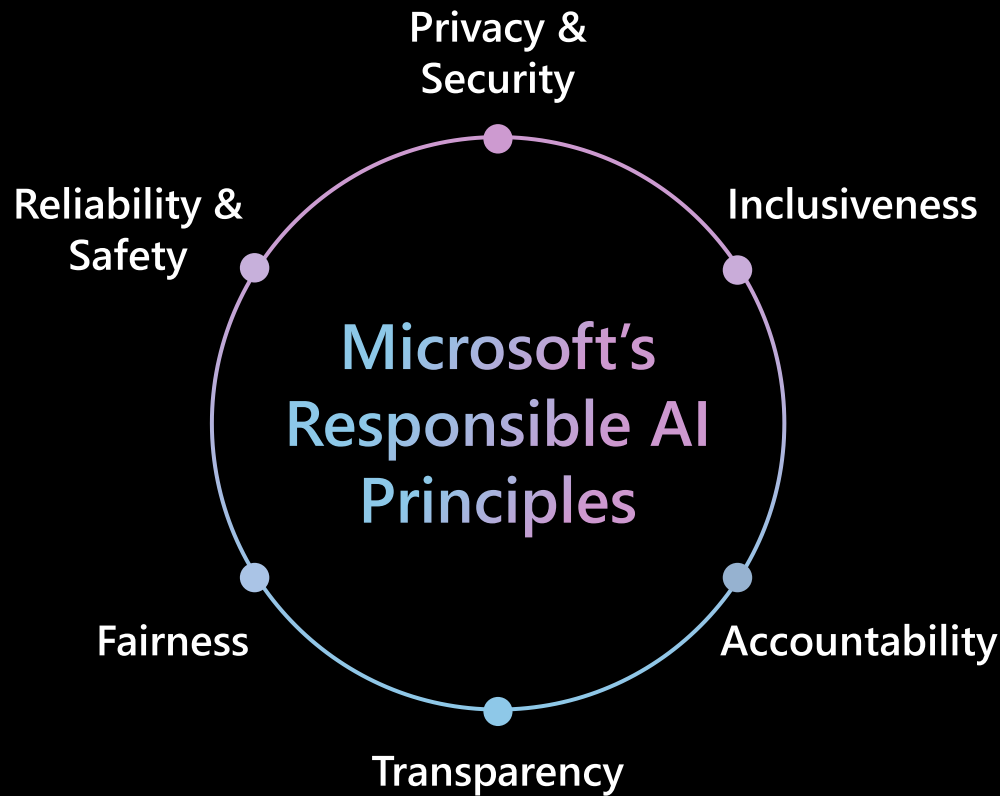 Privacy &
Security
Reliability &
Safety
Inclusiveness
Microsoft’s
Responsible AI
Principles
Fairness
Accountability
Transparency